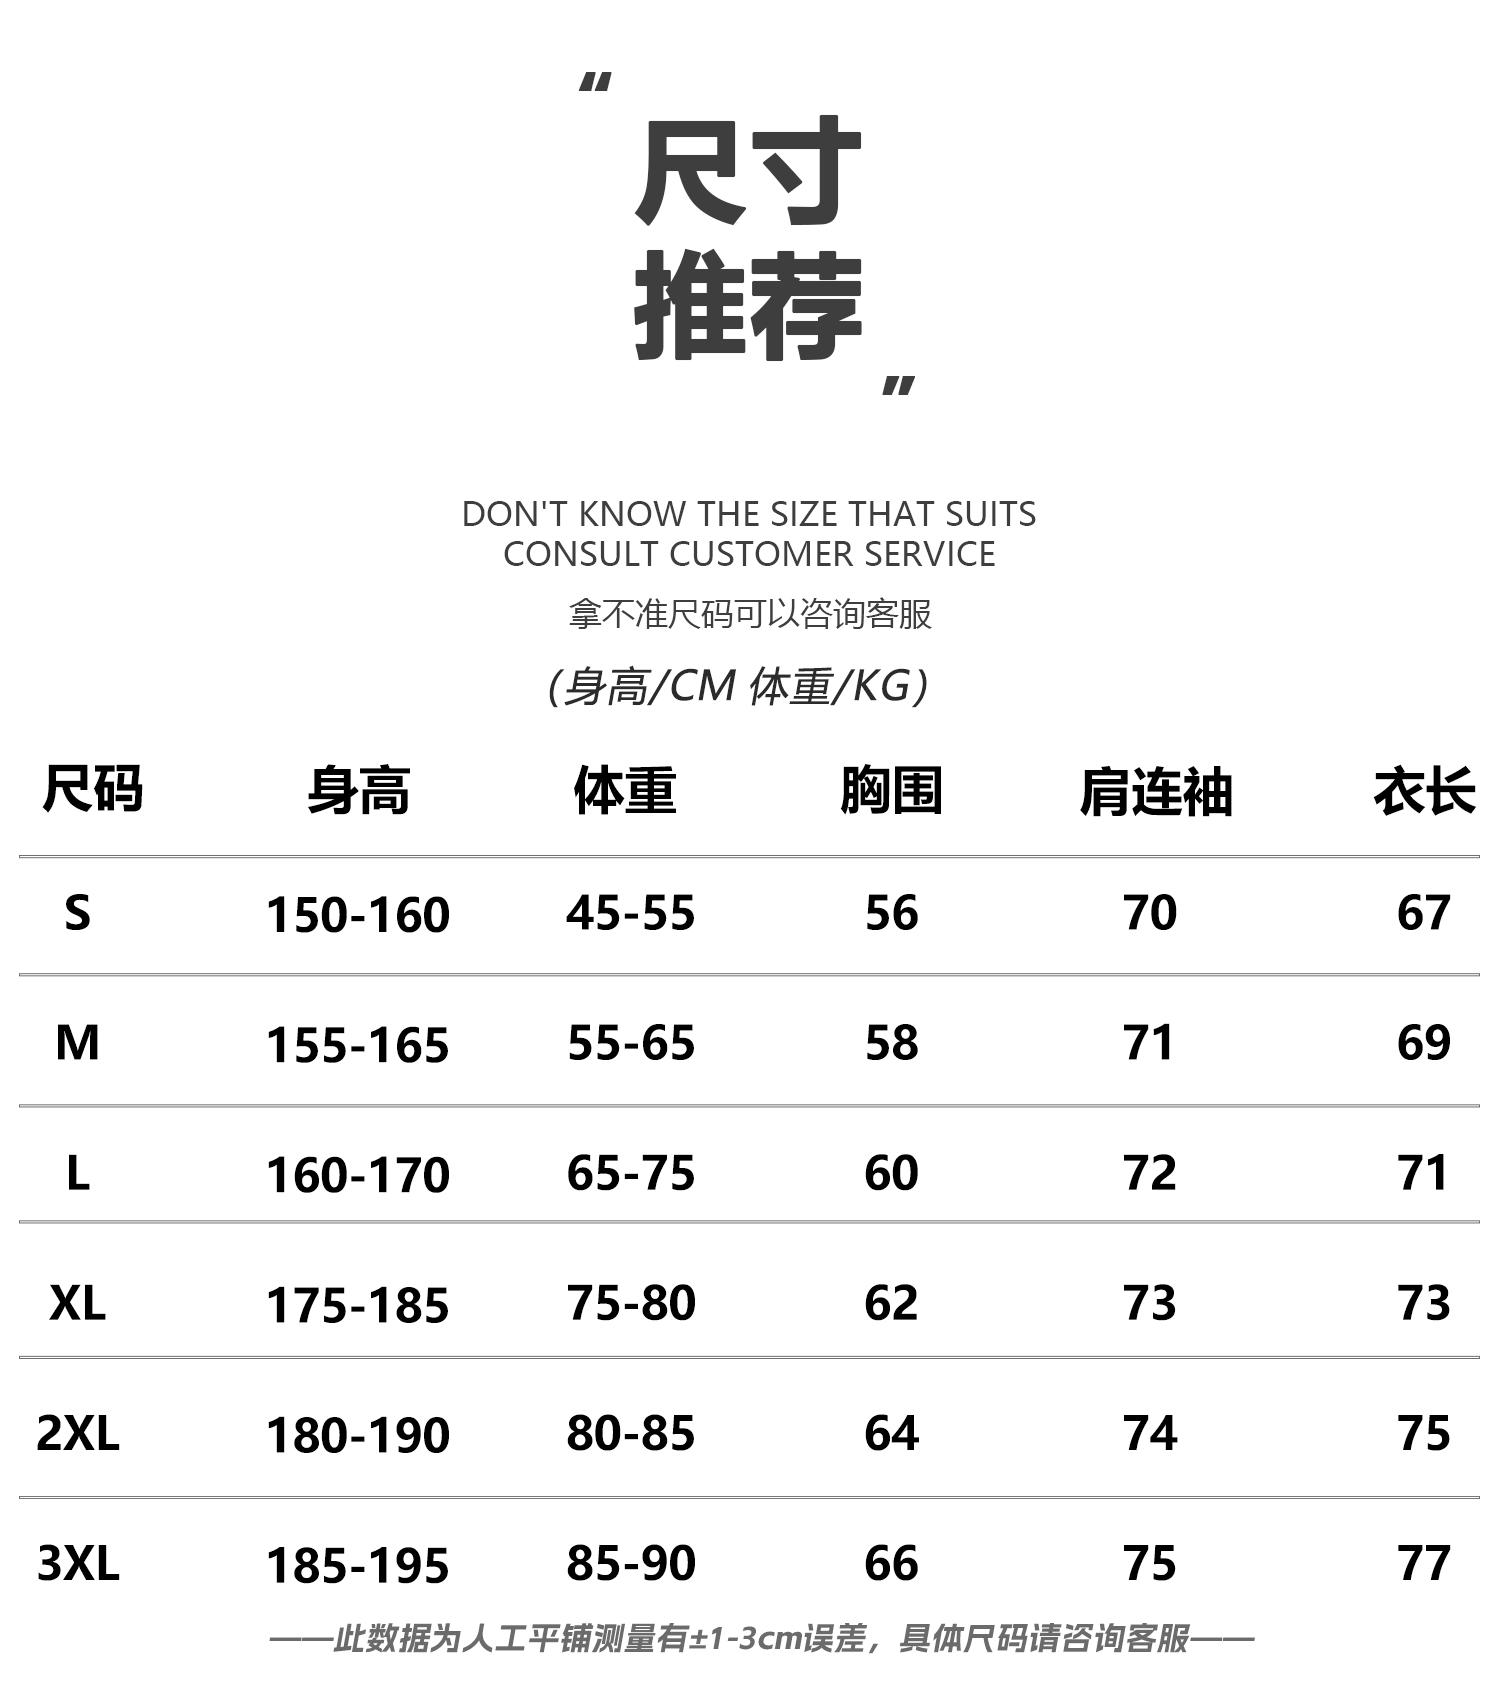 “
尺寸
推荐
”
DON'T KNOW THE SIZE THAT SUITS
CONSULT CUSTOMER SERVICE
拿不准尺码可以咨询客服
(身高/CM 体重/KG)
尺码 身高 体重 胸围 肩连袖 衣长
S 150-160 45-55 56 70 67
M 155-165 55-65 58 71 69
L 160-170 65-75 60 72 71
XL 175-185 75-80 62 73 73
2XL 180-190 80-85 64 74 75
3XL 185-195 85-90 66 75 77
——此数据为人工平铺测量有±1-3cm误差，具体尺码请咨询客服——